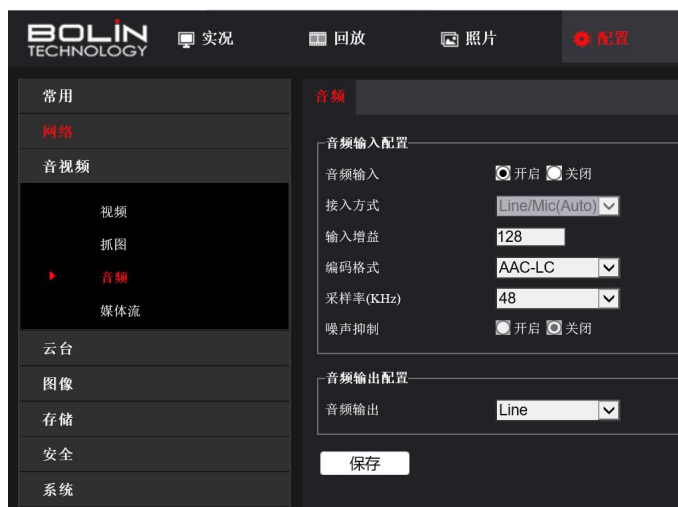 BOLIN TECHNOLOGY
实况 回放 照片 配置
常用
网络
音视频
视频
抓图
音频
媒体流
云台
图像
存储
安全
系统
音频
音频输入配置
音频输入 开启 关闭
接入方式 Line/Mic(Auto)
输入增益 128
编码格式 AAC-LC
采样率(KHz) 48
噪声抑制 开启 关闭
音频输出配置
音频输出 Line
保存